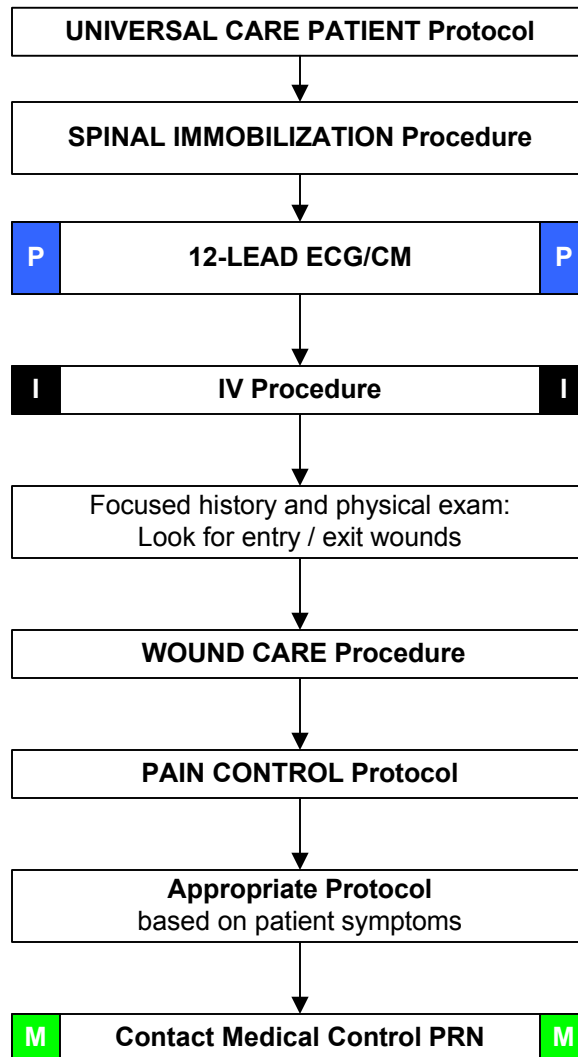 UNIVERSAL CARE PATIENT Protocol
SPINAL IMMOBILIZATION Procedure
P 12-LEAD ECG/CM P
I IV Procedure I
Focused history and physical exam:
Look for entry / exit wounds
WOUND CARE Procedure
PAIN CONTROL Protocol
Appropriate Protocol
based on patient symptoms
M Contact Medical Control PRN M